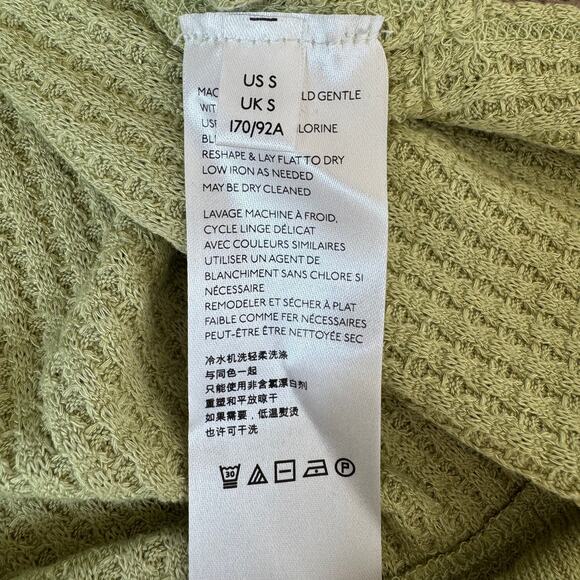 US S
UK S
170/92A
LD GENTLE
RESHAPE & LAY FLAT TO DRY
LOW IRON AS NEEDED
MAY BE DRY CLEANED
LAVAGE MACHINE À FROID,
CYCLE LINGE DÉLICAT
AVEC COULEURS SIMILAIRES
UTILISER UN AGENT DE
BLANCHIMENT SANS CHLORE SI
NÉCESSAIRE
REMODELER ET SÉCHER À PLAT
FAIBLE COMME FER NÉCESSAIRES
PEUT-ÊTRE ÊTRE NETTOYÉE SEC
冷水机洗轻柔洗涤
与同色一起
只能使用非含氯漂白剂
重塑和平放晾干
如果需要，低温熨烫
也许可干洗
30
P